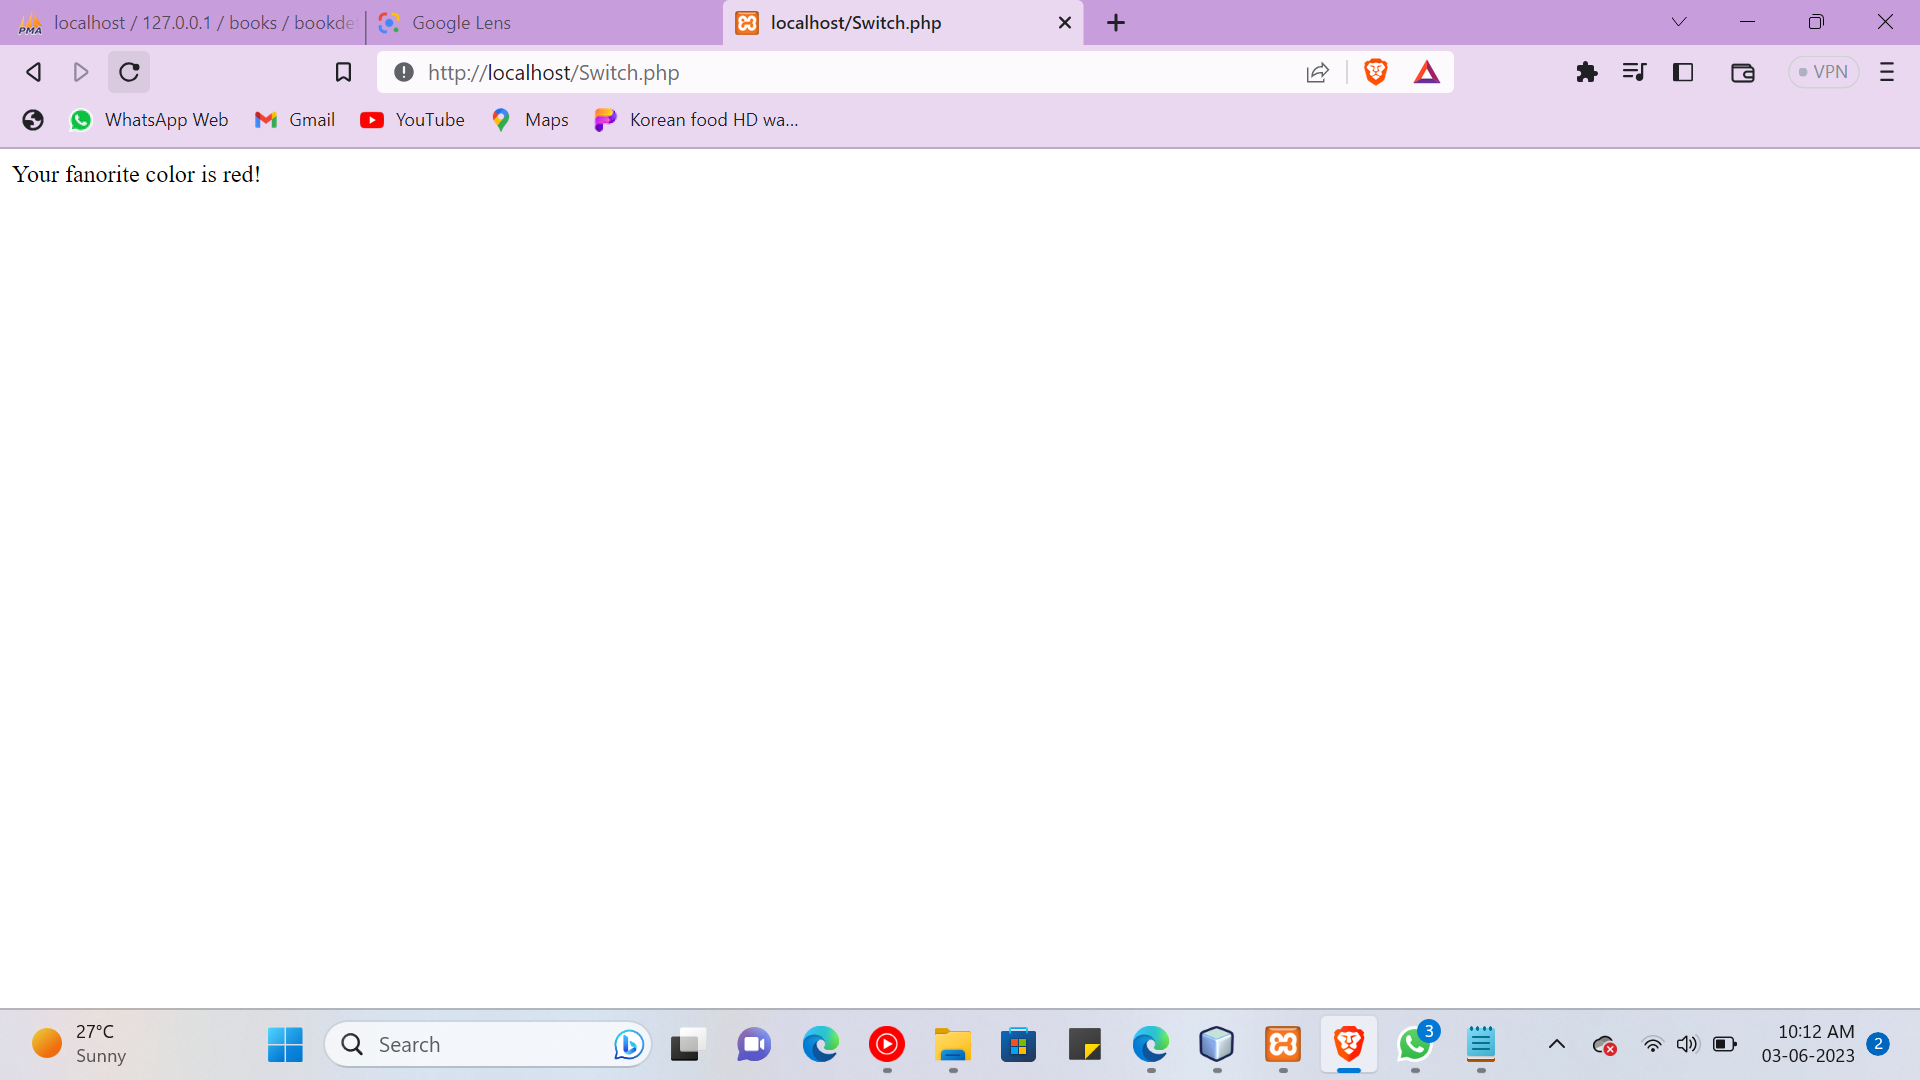 PMA localhost / 127.0.0.1 / books / bookde
Google Lens
localhost/Switch.php
http://localhost/Switch.php
VPN
WhatsApp Web
Gmail
YouTube
Maps
Korean food HD wa...
Your fanorite color is red!
27°C
Sunny
Search
3
10:12 AM
03-06-2023
2